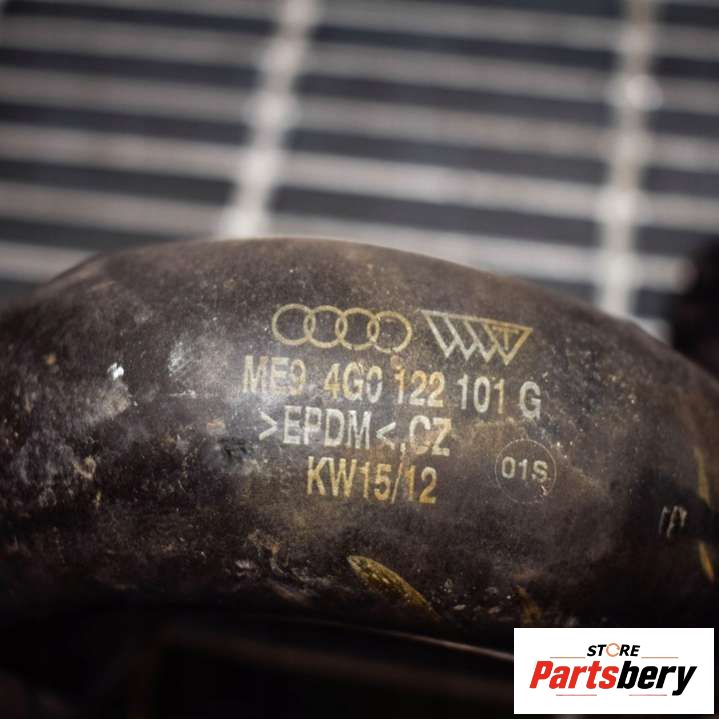 ME9 4G0 122 101 G
>EPDM<,CZ
KW15/12
01S
STORE
Partsbery